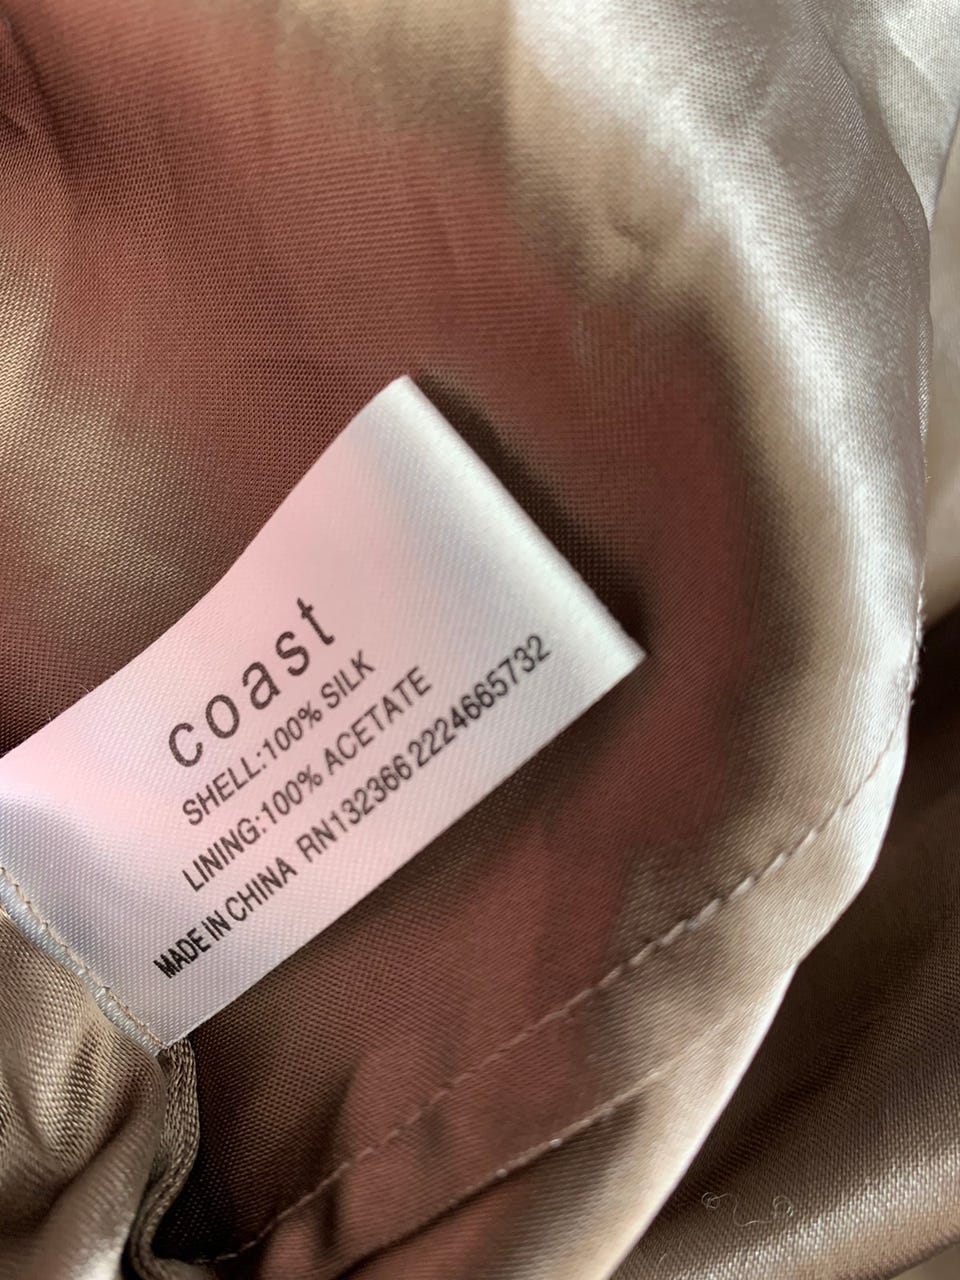 coast
SHELL:100% SILK
LINING:100% ACETATE
MADE IN CHINA RN132366 2224665732